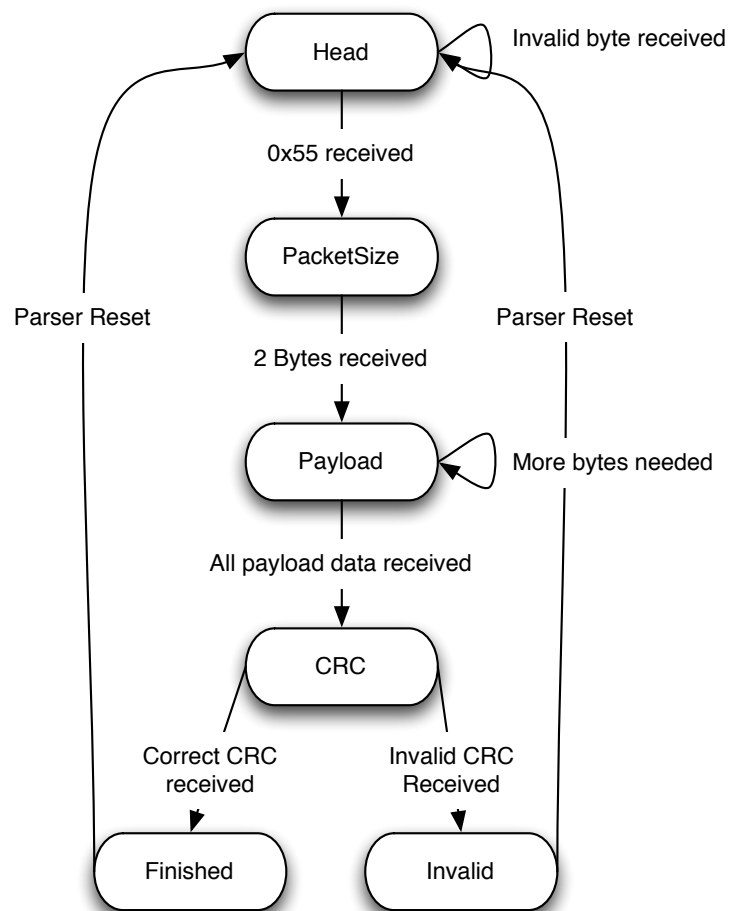 Head
Invalid byte received
0x55 received
PacketSize
Parser Reset
Parser Reset
2 Bytes received
Payload
More bytes needed
All payload data received
CRC
Correct CRC
received
Invalid CRC
Received
Finished
Invalid